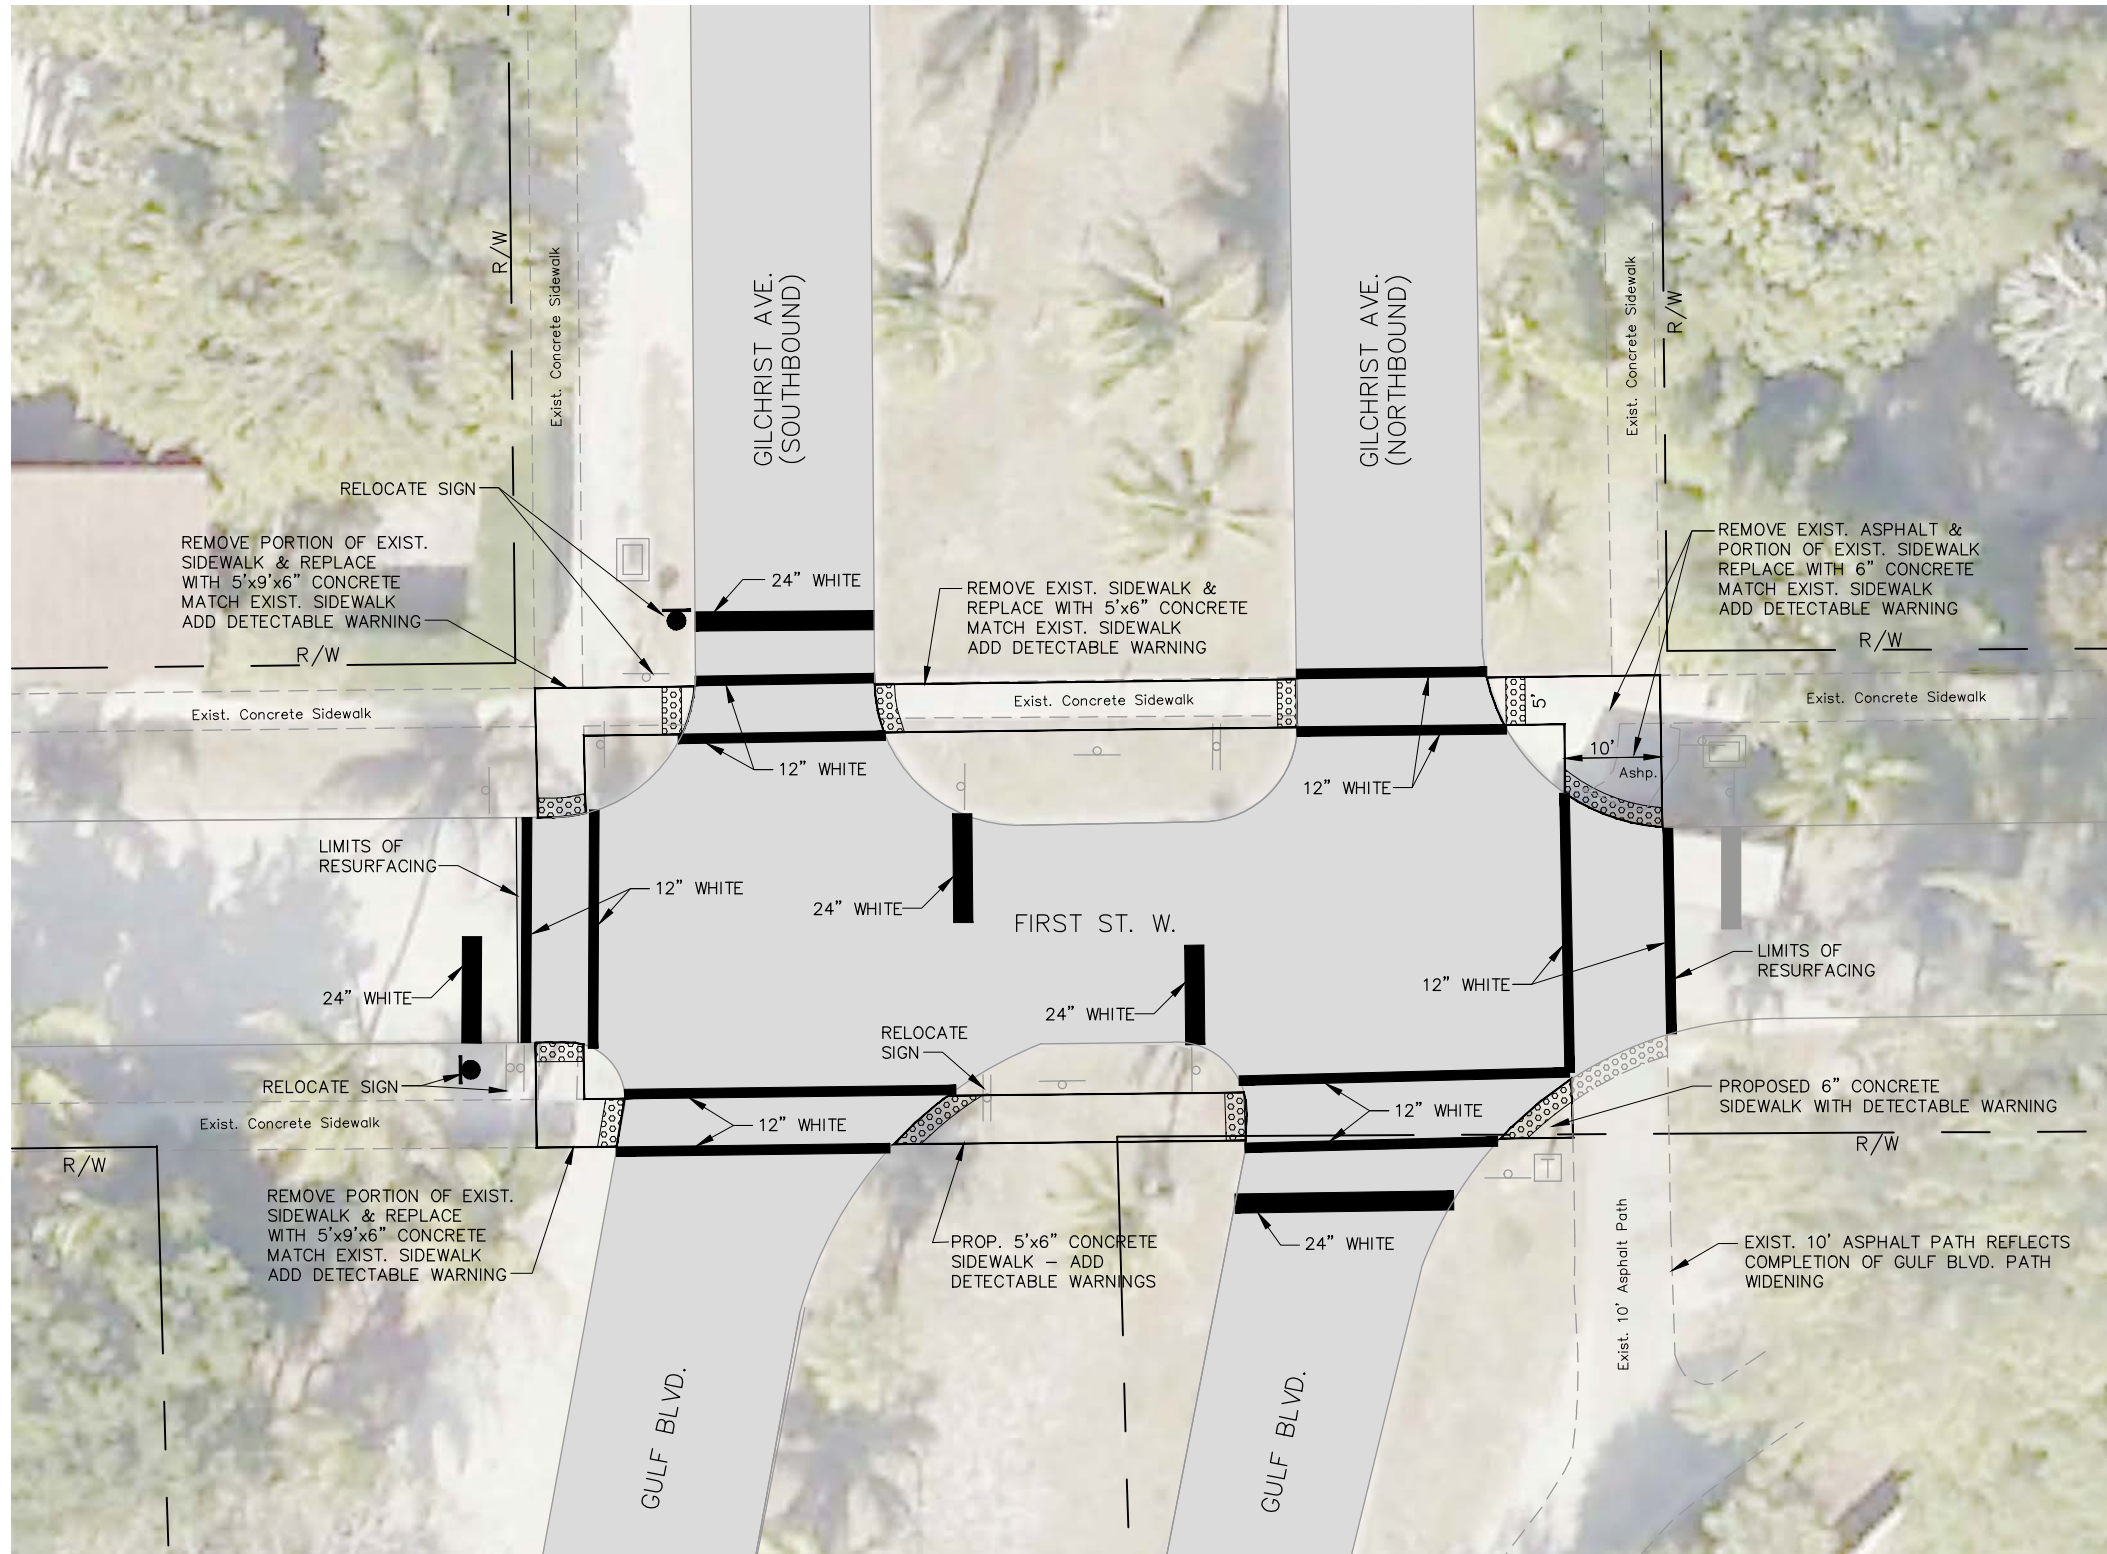 R/W
Exist. Concrete Sidewalk
GILCHRIST AVE.
(SOUTHBOUND)
GILCHRIST AVE.
(NORTHBOUND)
Exist. Concrete Sidewalk
R/W
RELOCATE SIGN
REMOVE PORTION OF EXIST.
SIDEWALK & REPLACE
WITH 5'x9'x6" CONCRETE
MATCH EXIST. SIDEWALK
ADD DETECTABLE WARNING
R/W
24" WHITE
REMOVE EXIST. SIDEWALK &
REPLACE WITH 5'x6" CONCRETE
MATCH EXIST. SIDEWALK
ADD DETECTABLE WARNING
REMOVE EXIST. ASPHALT &
PORTION OF EXIST. SIDEWALK
REPLACE WITH 6" CONCRETE
MATCH EXIST. SIDEWALK
ADD DETECTABLE WARNING
R/W
Exist. Concrete Sidewalk
Exist. Concrete Sidewalk
5'
Exist. Concrete Sidewalk
10'
Ashp.
12" WHITE
12" WHITE
LIMITS OF
RESURFACING
12" WHITE
24" WHITE
FIRST ST. W.
LIMITS OF
RESURFACING
12" WHITE
24" WHITE
24" WHITE
RELOCATE
SIGN
RELOCATE SIGN
PROPOSED 6" CONCRETE
SIDEWALK WITH DETECTABLE WARNING
Exist. Concrete Sidewalk
12" WHITE
12" WHITE
R/W
R/W
T
REMOVE PORTION OF EXIST.
SIDEWALK & REPLACE
WITH 5'x9'x6" CONCRETE
MATCH EXIST. SIDEWALK
ADD DETECTABLE WARNING
PROP. 5'x6" CONCRETE
SIDEWALK – ADD
DETECTABLE WARNINGS
24" WHITE
EXIST. 10' ASPHALT PATH REFLECTS
COMPLETION OF GULF BLVD. PATH
WIDENING
Exist. 10' Asphalt Path
GULF BLVD.
GULF BLVD.